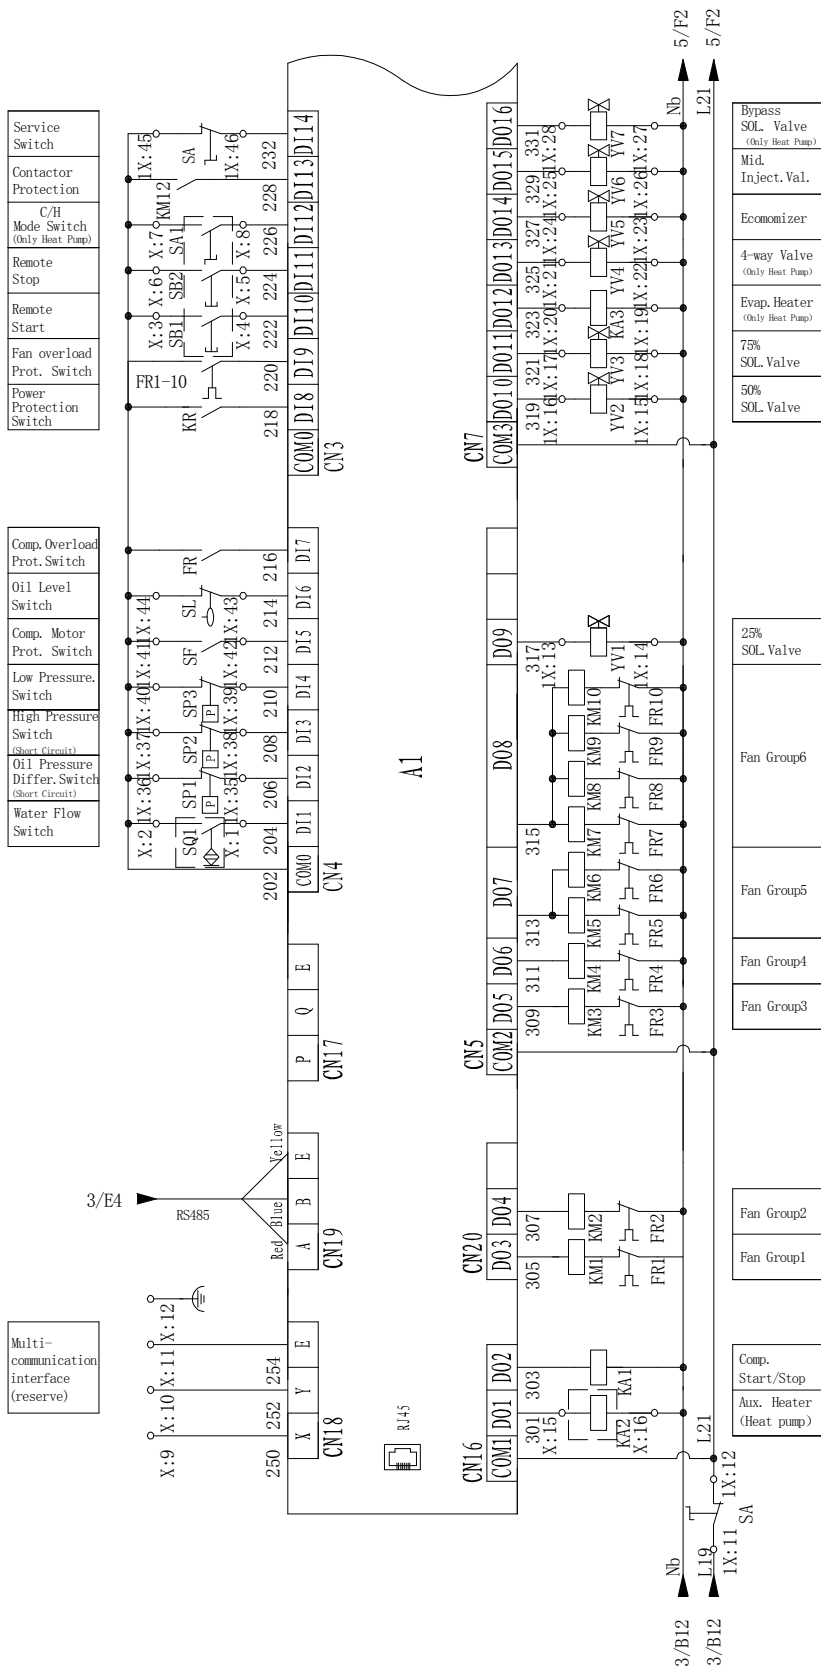 5/F2
5/F2
Nb
L21
Service
Switch
Contactor
Protection
C/H
Mode Switch
(Only Heat Pump)
Remote
Stop
Remote
Start
Fan overload
Prot. Switch
Power
Protection
Switch
1X:45
SA
1X:46
232
DI14
KM12
228
DI13
X:7
SA1
X:8
226
DI12
X:6
SB2
X:5
224
DI11
X:3
SB1
X:4
222
DI10
FR1-10
220
DI9
KR
218
DI8
COM0
CN3
DO16
331
1X:28
YV7
1X:27
DO15
329
1X:25
YV6
1X:26
DO14
327
1X:24
YV5
1X:23
DO13
325
1X:21
YV4
1X:22
DO12
323
1X:20
KA3
1X:19
DO11
321
1X:17
YV3
1X:18
DO10
319
1X:16
YV2
1X:15
COM3
CN7
Bypass
SOL. Valve
(Only Heat Pump)
Mid.
Inject.Val.
Ecomomizer
4-way Valve
(Only Heat Pump)
Evap.Heater
(Only Heat Pump)
75%
SOL.Valve
50%
SOL.Valve
Comp.Overload
Prot.Switch
Oil Level
Switch
Comp. Motor
Prot. Switch
Low Pressure.
Switch
High Pressure
Switch
(Short Circuit)
Oil Pressure
Differ.Switch
(Short Circuit)
Water Flow
Switch
FR
216
DI7
1X:44
SL
1X:43
214
DI6
1X:41
SF
1X:42
212
DI5
1X:40
SP3
P
1X:39
210
DI4
1X:37
SP2
P
1X:38
208
DI3
1X:36
SP1
P
1X:35
206
DI2
X:2
SQ1
X:1
204
DI1
202
COM0
CN4
A1
DO9
317
1X:13
YV1
1X:14
DO8
315
KM10
FR10
KM9
FR9
KM8
FR8
KM7
FR7
DO7
313
KM6
FR6
KM5
FR5
DO6
311
KM4
FR4
DO5
309
KM3
FR3
COM2
CN5
25%
SOL.Valve
Fan Group6
Fan Group5
Fan Group4
Fan Group3
E
Q
P
CN17
3/E4
RS485
Yellow
Blue
Red
E
B
A
CN19
CN20
DO4
307
KM2
FR2
DO3
305
KM1
FR1
Fan Group2
Fan Group1
Multi-
communication
interface
(reserve)
X:12
X:11
254
E
X:10
252
Y
X:9
250
X
CN18
RJ45
DO2
303
KA1
DO1
301
X:15
KA2
X:16
COM1
CN16
Comp.
Start/Stop
Aux. Heater
(Heat pump)
L21
1X:12
SA
1X:11
L19
Nb
3/B12
3/B12